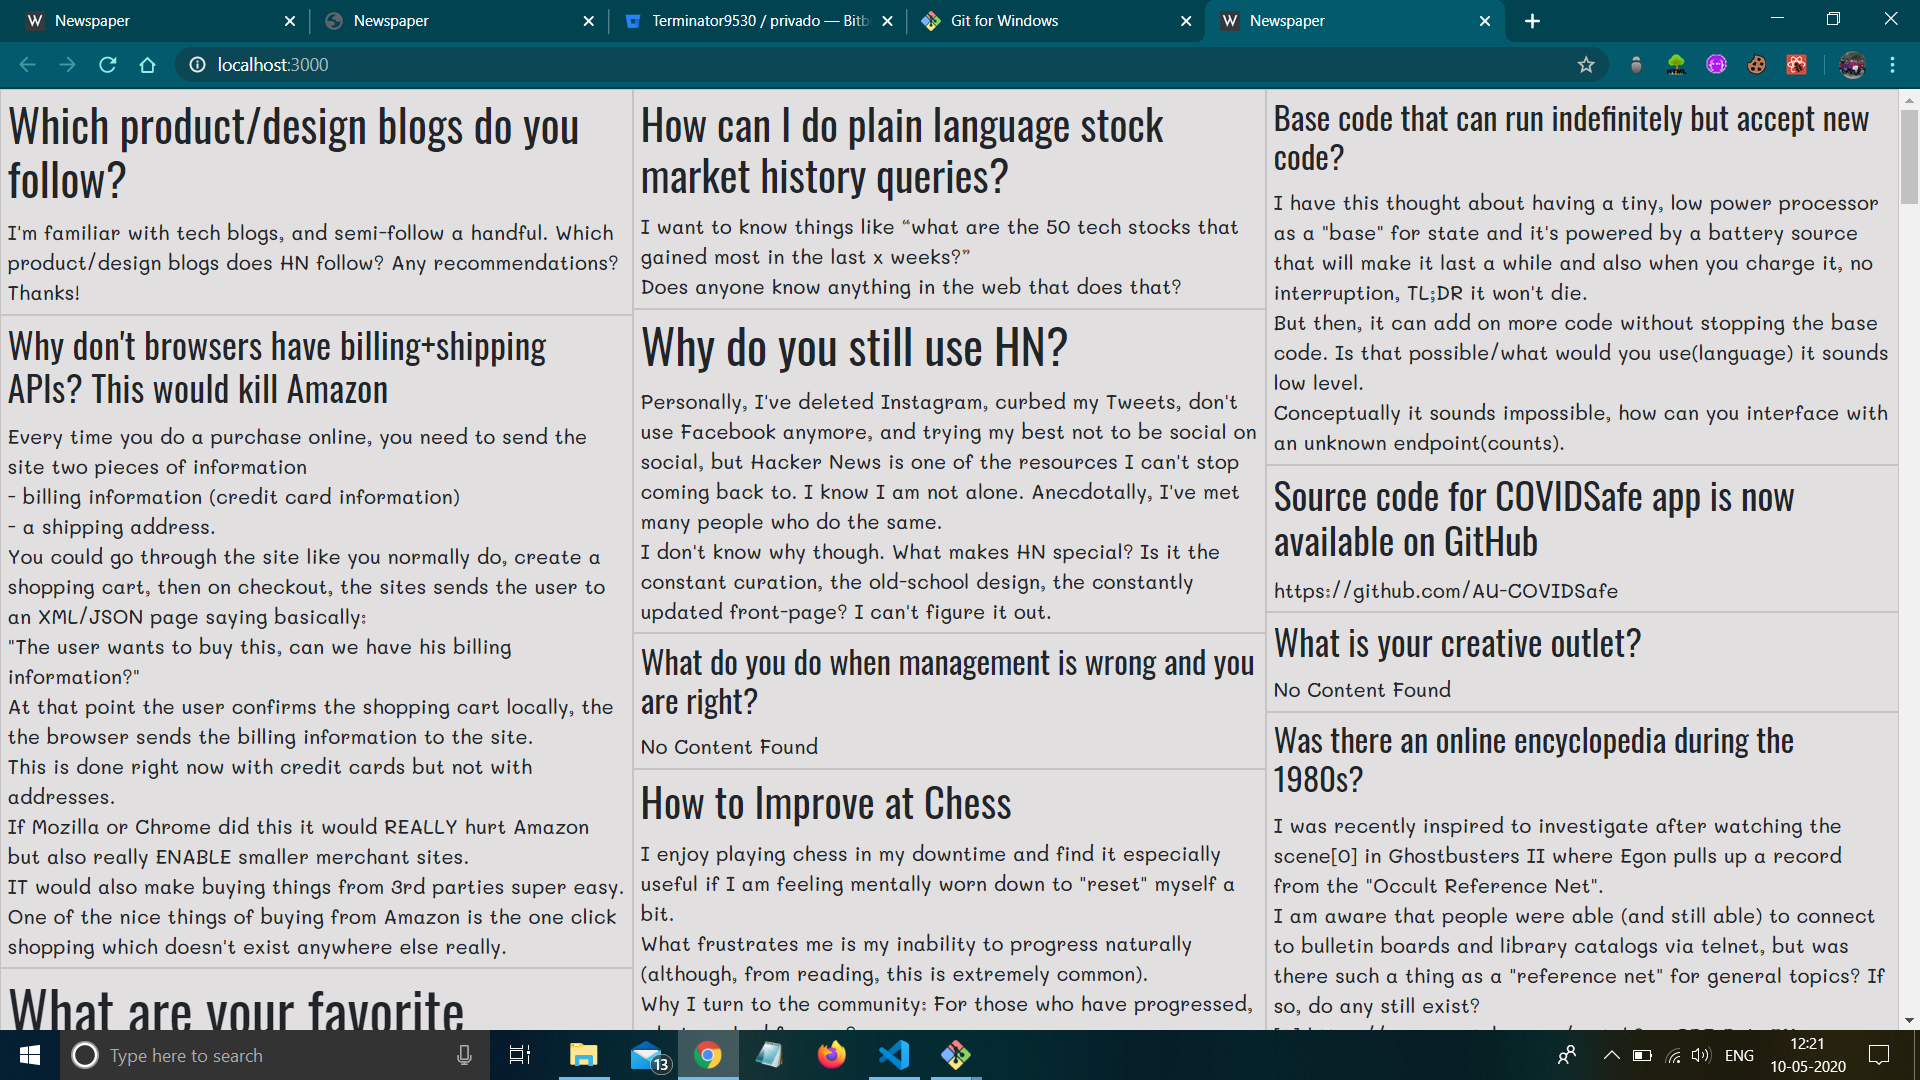 Newspaper
Newspaper
Terminator9530 / privado — Bitb
Git for Windows
Newspaper
localhost:3000
Which product/design blogs do you
follow?
I'm familiar with tech blogs, and semi-follow a handful. Which
product/design blogs does HN follow? Any recommendations?
Thanks!
Why don't browsers have billing+shipping
APIs? This would kill Amazon
Every time you do a purchase online, you need to send the
site two pieces of information
- billing information (credit card information)
- a shipping address.
You could go through the site like you normally do, create a
shopping cart, then on checkout, the sites sends the user to
an XML/JSON page saying basically:
"The user wants to buy this, can we have his billing
information?"
At that point the user confirms the shopping cart locally, the
the browser sends the billing information to the site.
This is done right now with credit cards but not with
addresses.
If Mozilla or Chrome did this it would REALLY hurt Amazon
but also really ENABLE smaller merchant sites.
IT would also make buying things from 3rd parties super easy.
One of the nice things of buying from Amazon is the one click
shopping which doesn't exist anywhere else really.
What are your favorite
How can I do plain language stock
market history queries?
I want to know things like “what are the 50 tech stocks that
gained most in the last x weeks?”
Does anyone know anything in the web that does that?
Why do you still use HN?
Personally, I've deleted Instagram, curbed my Tweets, don't
use Facebook anymore, and trying my best not to be social on
social, but Hacker News is one of the resources I can't stop
coming back to. I know I am not alone. Anecdotally, I've met
many people who do the same.
I don't know why though. What makes HN special? Is it the
constant curation, the old-school design, the constantly
updated front-page? I can't figure it out.
What do you do when management is wrong and you
are right?
No Content Found
How to Improve at Chess
I enjoy playing chess in my downtime and find it especially
useful if I am feeling mentally worn down to "reset" myself a
bit.
What frustrates me is my inability to progress naturally
(although, from reading, this is extremely common).
Why I turn to the community: For those who have progressed,
Base code that can run indefinitely but accept new
code?
I have this thought about having a tiny, low power processor
as a "base" for state and it's powered by a battery source
that will make it last a while and also when you charge it, no
interruption, TL;DR it won't die.
But then, it can add on more code without stopping the base
code. Is that possible/what would you use(language) it sounds
low level.
Conceptually it sounds impossible, how can you interface with
an unknown endpoint(counts).
Source code for COVIDSafe app is now
available on GitHub
https://github.com/AU-COVIDSafe
What is your creative outlet?
No Content Found
Was there an online encyclopedia during the
1980s?
I was recently inspired to investigate after watching the
scene[0] in Ghostbusters II where Egon pulls up a record
from the "Occult Reference Net".
I am aware that people were able (and still able) to connect
to bulletin boards and library catalogs via telnet, but was
there such a thing as a "reference net" for general topics? If
so, do any still exist?
Type here to search
13
ENG
12:21
10-05-2020